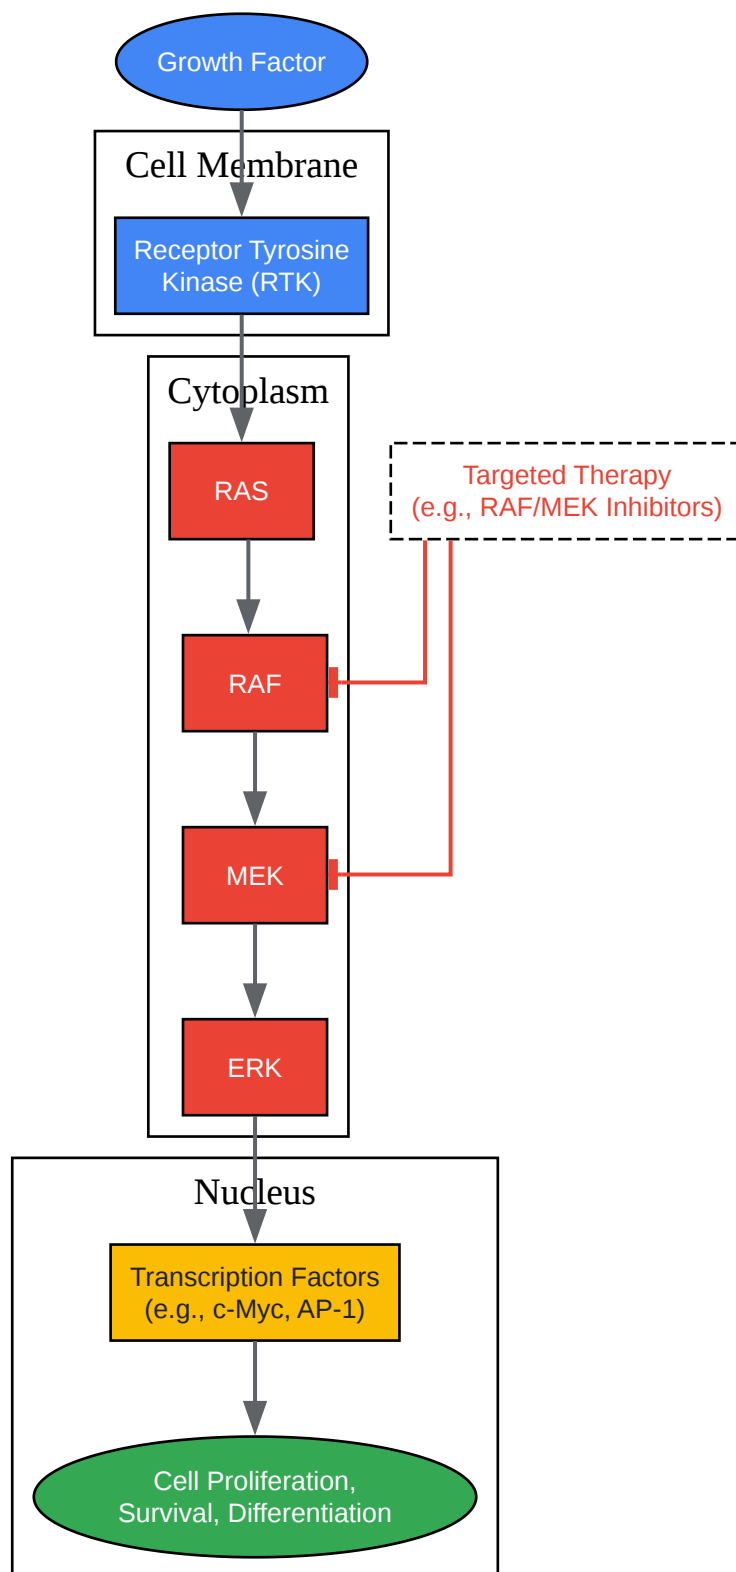 Growth Factor
Cell Membrane
Receptor Tyrosine
Kinase (RTK)
Cytoplasm
RAS
Targeted Therapy
(e.g., RAF/MEK Inhibitors)
RAF
MEK
ERK
Nucleus
Transcription Factors
(e.g., c-Myc, AP-1)
Cell Proliferation,
Survival, Differentiation